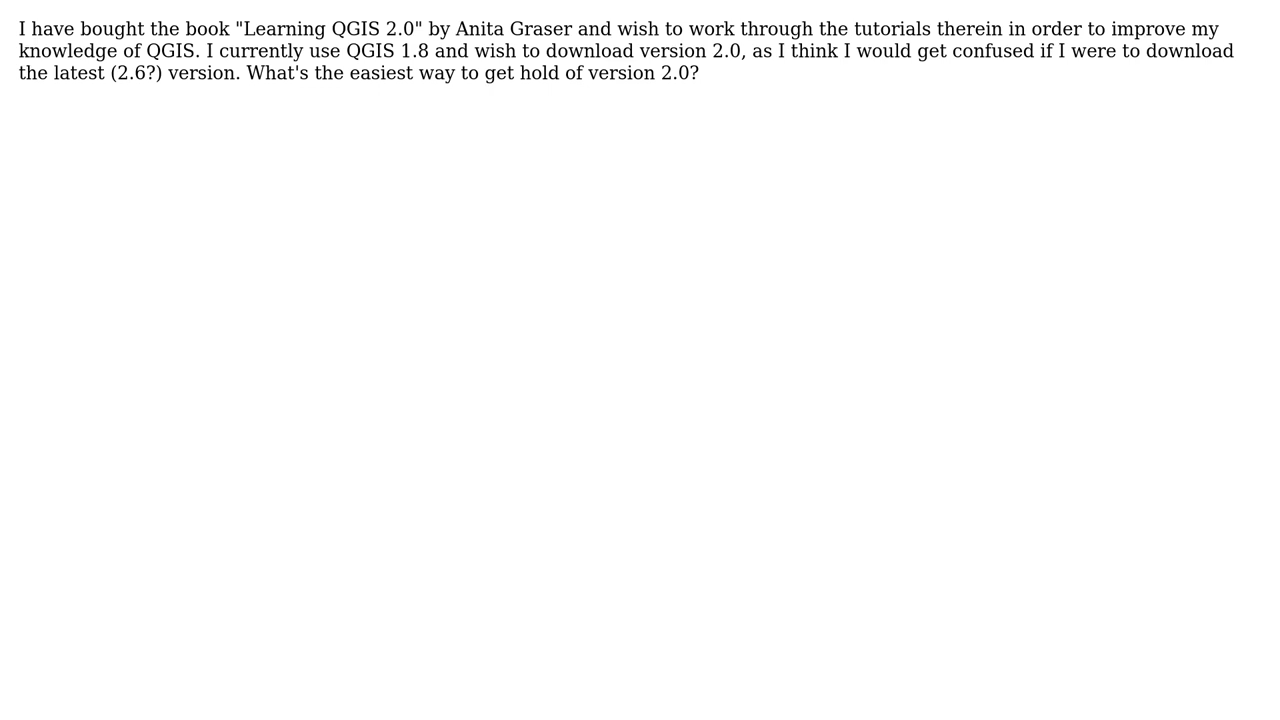 I have bought the book "Learning QGIS 2.0" by Anita Graser and wish to work through the tutorials therein in order to improve my
knowledge of QGIS. I currently use QGIS 1.8 and wish to download version 2.0, as I think I would get confused if I were to download
the latest (2.6?) version. What's the easiest way to get hold of version 2.0?